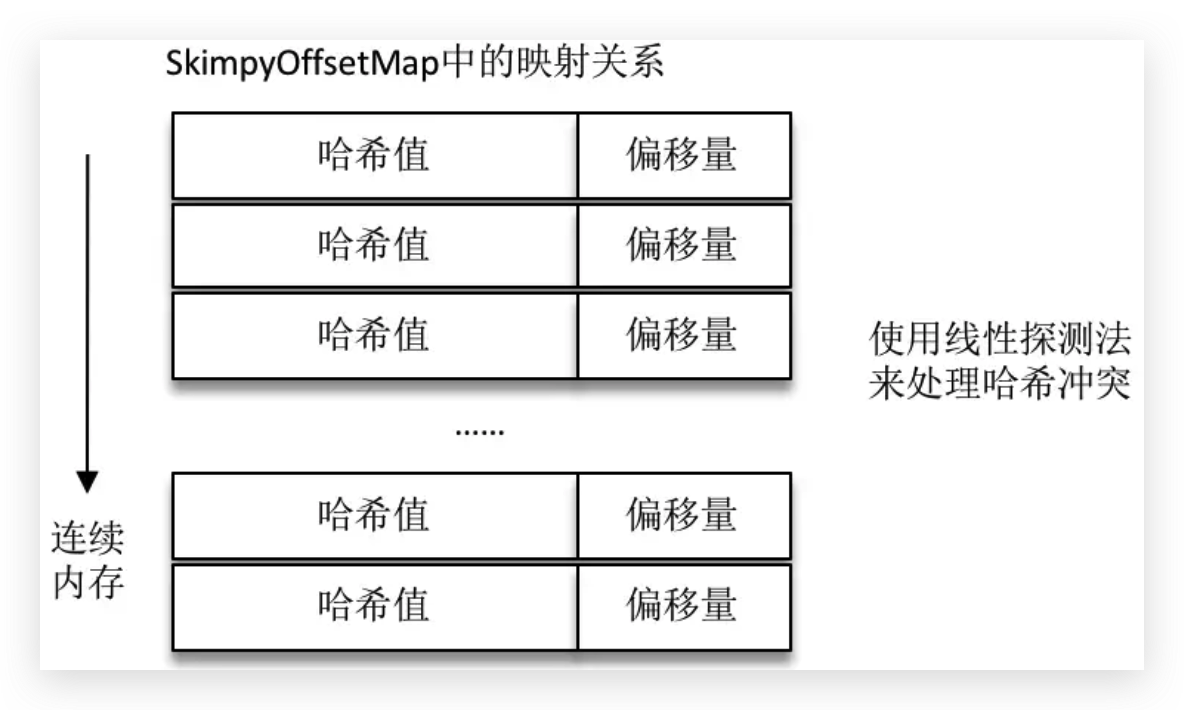 SkimpyOffsetMap中的映射关系
哈希值 偏移量
哈希值 偏移量
哈希值 偏移量
使用线性探测法
来处理哈希冲突
……
哈希值 偏移量
连续
内存
哈希值 偏移量